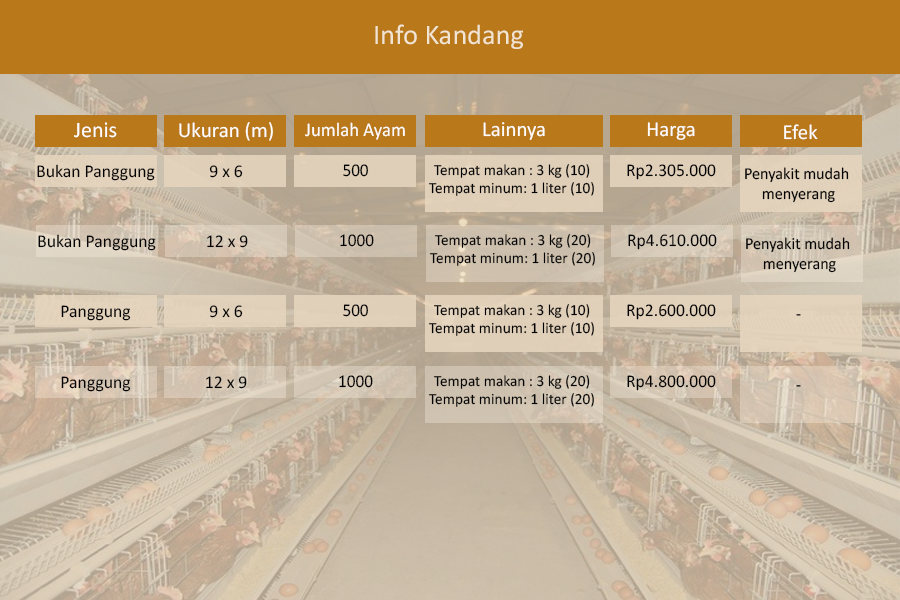 Info Kandang
Jenis Ukuran (m) Jumlah Ayam Lainnya Harga Efek
Bukan Panggung 9 x 6 500 Tempat makan : 3 kg (10) Rp2.305.000 Penyakit mudah
Tempat minum: 1 liter (10) menyerang
Bukan Panggung 12 x 9 1000 Tempat makan : 3 kg (20) Rp4.610.000 Penyakit mudah
Tempat minum: 1 liter (20) menyerang
Panggung 9 x 6 500 Tempat makan : 3 kg (10) Rp2.600.000 -
Tempat minum: 1 liter (10)
Panggung 12 x 9 1000 Tempat makan : 3 kg (20) Rp4.800.000 -
Tempat minum: 1 liter (20)